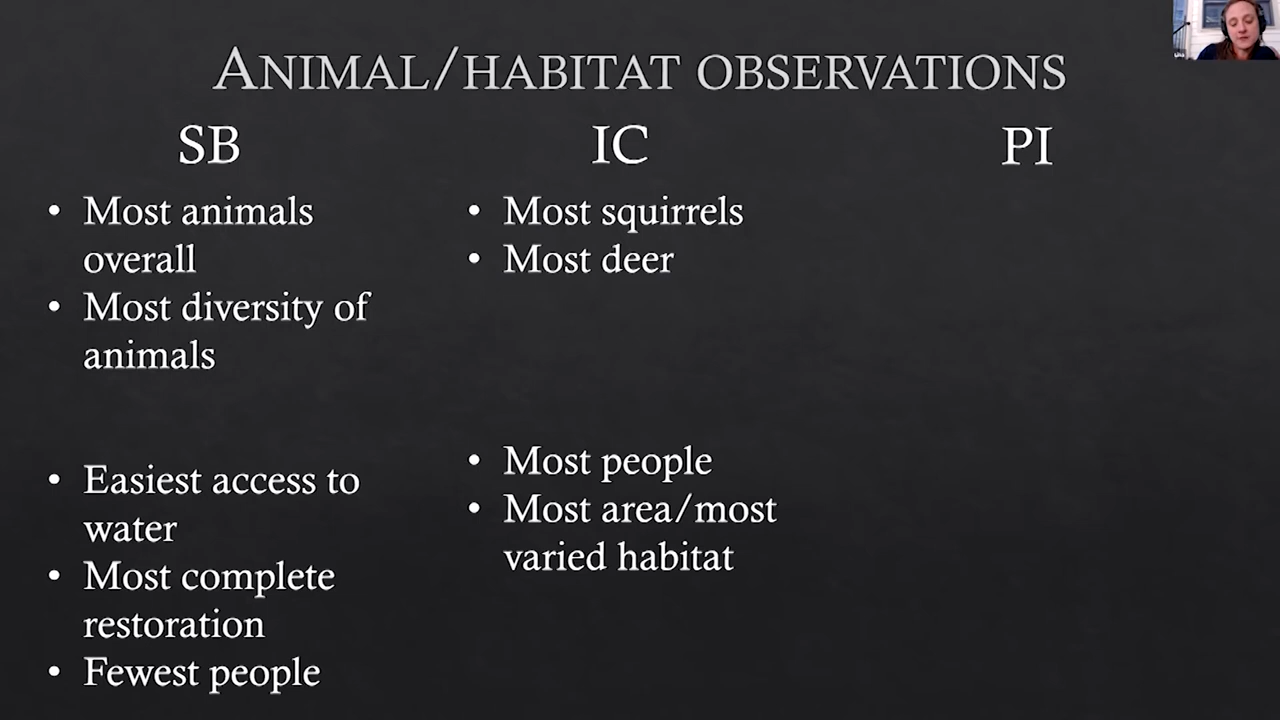 ANIMAL/HABITAT OBSERVATIONS
SB
• Most animals
overall
• Most diversity of
animals
• Easiest access to
water
• Most complete
restoration
• Fewest people
IC
• Most squirrels
• Most deer
• Most people
• Most area/most
varied habitat
PI